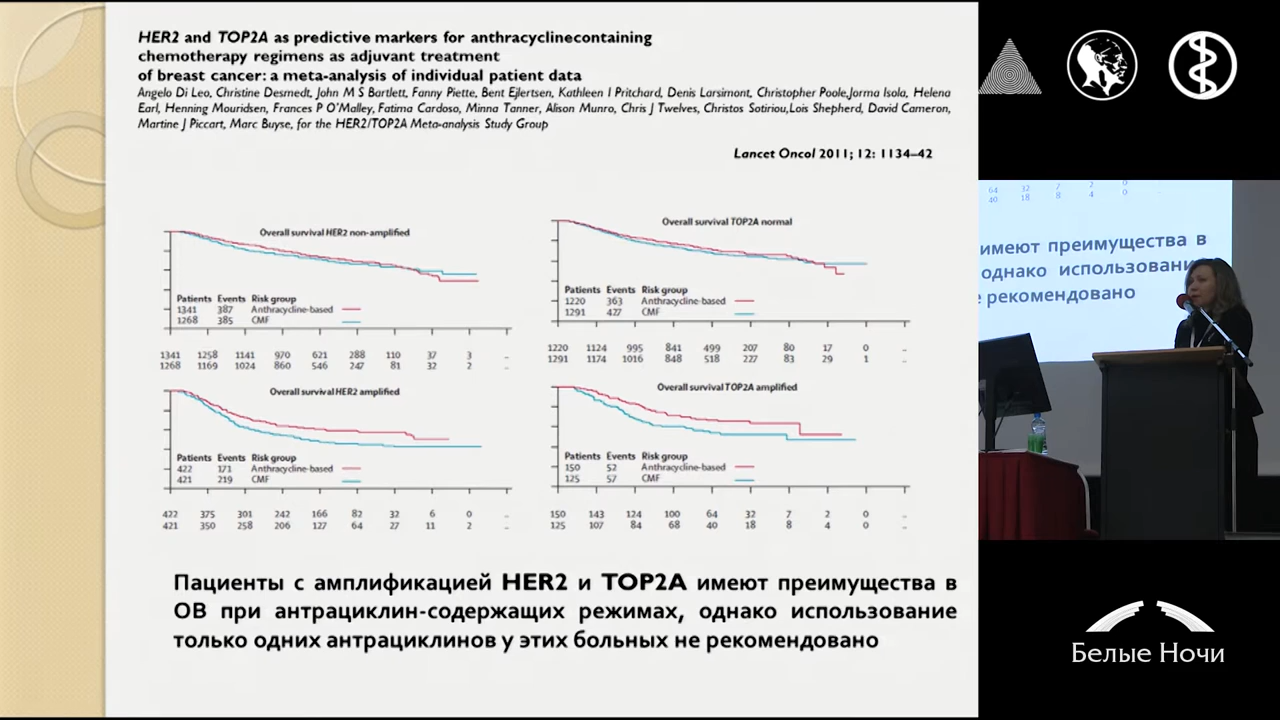 HER2 and TOP2A as predictive markers for anthracyclinecontaining
chemotherapy regimens as adjuvant treatment
of breast cancer: a meta-analysis of individual patient data
Angelo Di Leo, Christine Desmedt, John M S Bartlett, Fanny Piette, Bent Ejlertsen, Kathleen I Pritchard, Denis Larsimont, Christopher Poole,Jorma Isola, Helena
Earl, Henning Mouridsen, Frances P O'Malley, Fatima Cardoso, Minna Tanner, Alison Munro, Chris J Twelves, Christos Sotiriou,Lois Shepherd, David Cameron,
Martine J Piccart, Marc Buyse, for the HER2/TOP2A Meta-analysis Study Group
Lancet Oncol 2011; 12: 1134–42
Overall survival HER2 non-amplified
Patients Events Risk group
1341 387 Anthracycline-based
1268 385 CMF
1341 1258 1141 970 621 288 110 37 3 ..
1268 1169 1024 860 546 247 81 32 2 ..
Overall survival TOP2A normal
Patients Events Risk group
1220 363 Anthracycline-based
1291 427 CMF
1220 1124 995 841 499 207 80 17 0 ..
1291 1174 1016 848 518 227 83 29 1 ..
Overall survival HER2 amplified
Patients Events Risk group
422 171 Anthracycline-based
421 219 CMF
422 375 301 242 166 82 32 6 0 ..
421 350 258 206 127 64 27 11 2 ..
Overall survival TOP2A amplified
Patients Events Risk group
150 52 Anthracycline-based
125 57 CMF
150 143 124 100 64 32 7 2 0 ..
125 107 84 68 40 18 8 4 0 ..
Пациенты с амплификацией HER2 и TOP2A имеют преимущества в
ОВ при антрациклин-содержащих режимах, однако использование
только одних антрациклинов у этих больных не рекомендовано
64 32 7 2 0
40 18 8 4 0
имеют преимущества в
однако использовани
е рекомендовано
Белые Ночи